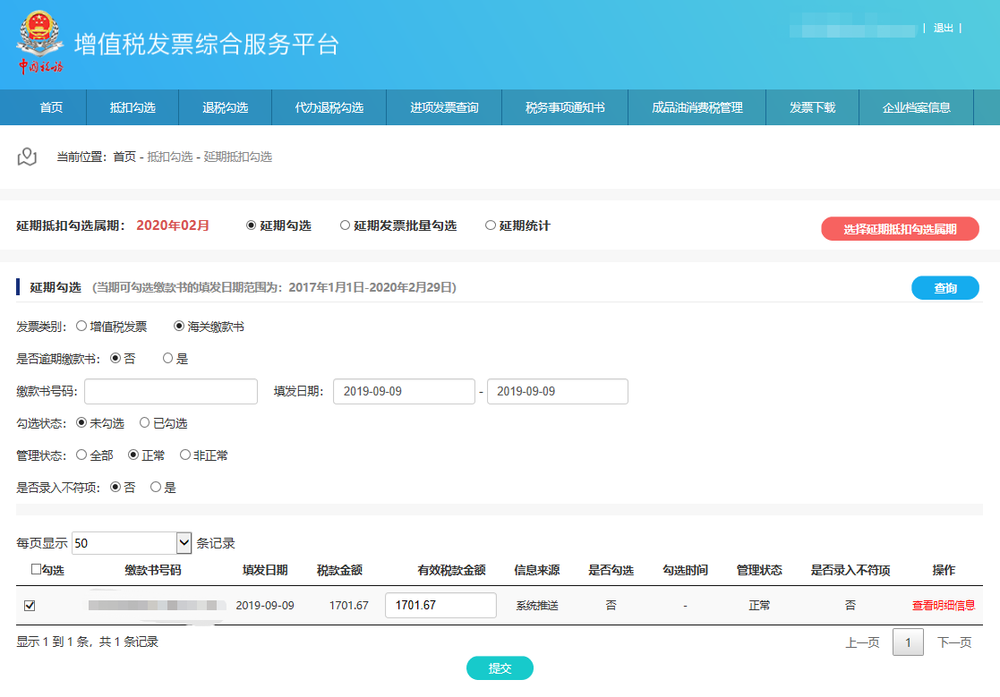 增值税发票综合服务平台
| 退出 |
中国税务
首页 抵扣勾选 退税勾选 代办退税勾选 进项发票查询 税务事项通知书 成品油消费税管理 发票下载 企业档案信息
当前位置：首页 - 抵扣勾选 - 延期抵扣勾选
延期抵扣勾选属期： 2020年02月 延期勾选 延期发票批量勾选 延期统计 选择延期抵扣勾选属期
延期勾选 (当期可勾选缴款书的填发日期范围为：2017年1月1日-2020年2月29日) 查询
发票类别： 增值税发票 海关缴款书
是否逾期缴款书： 否 是
缴款书号码： 填发日期： 2019-09-09 - 2019-09-09
勾选状态： 未勾选 已勾选
管理状态： 全部 正常 非正常
是否录入不符项： 否 是
每页显示 50 条记录
勾选 缴款书号码 填发日期 税款金额 有效税款金额 信息来源 是否勾选 勾选时间 管理状态 是否录入不符项 操作
2019-09-09 1701.67 1701.67 系统推送 否 - 正常 否 查看明细信息
显示 1 到 1 条，共 1 条记录 上一页 1 下一页
提交